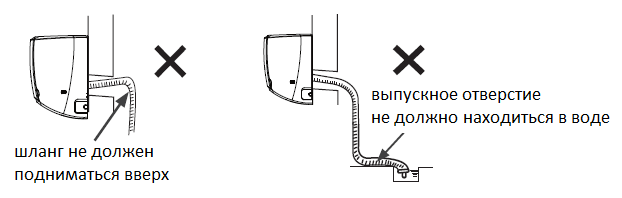 шланг не должен
подниматься вверх
выпускное отверстие
не должно находиться в воде